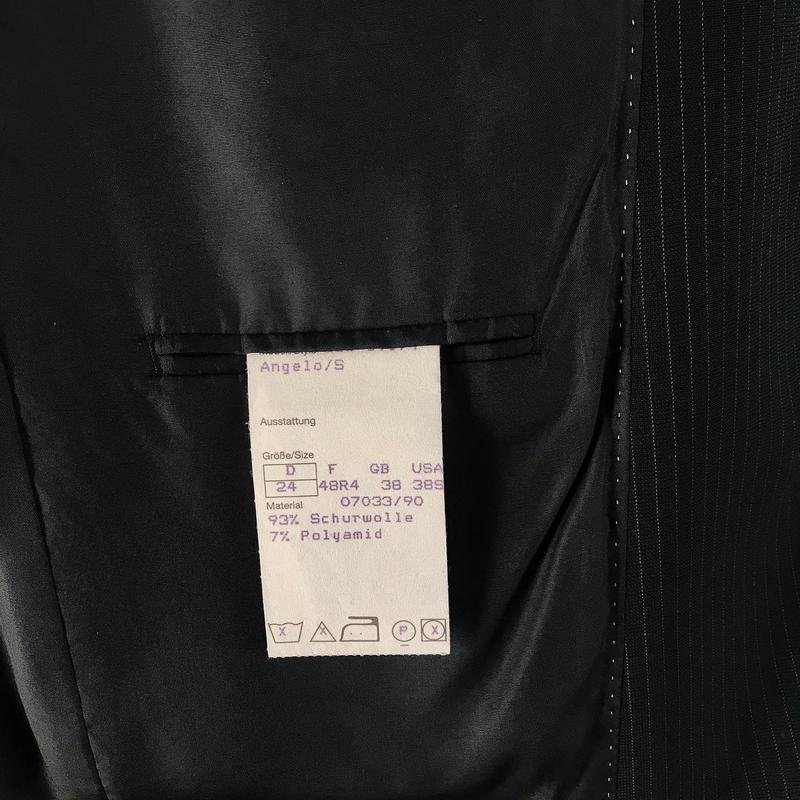 Angelo/S
Ausstattung
Größe/Size
D F GB USA
24 48R4 38 38S
Material 07033/90
93% Schurwolle
7% Polyamid
X X P X